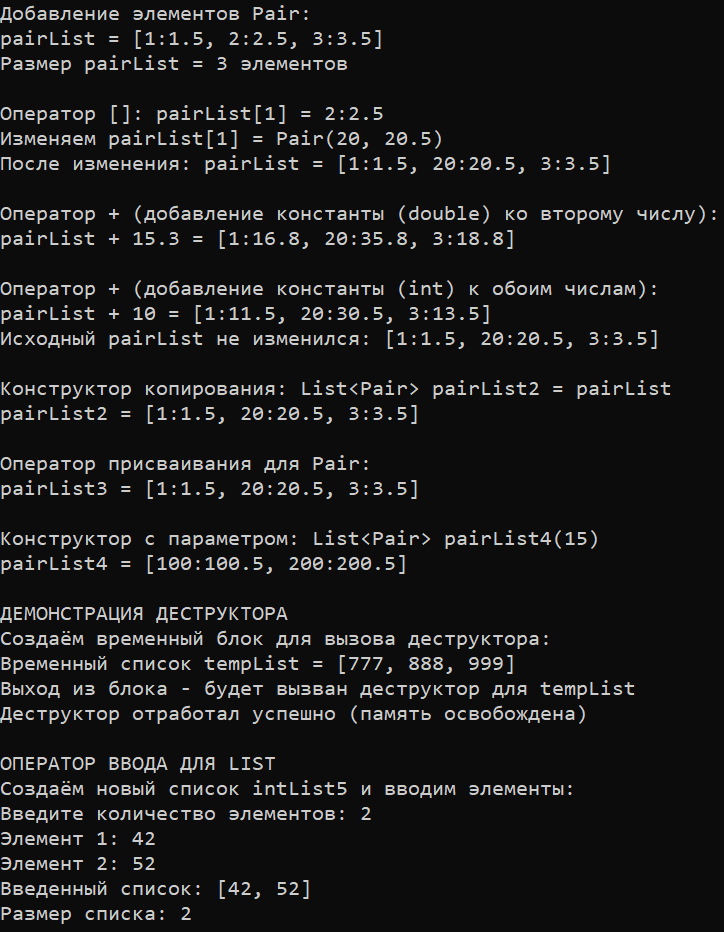 Добавление элементов Pair:
pairList = [1:1.5, 2:2.5, 3:3.5]
Размер pairList = 3 элементов
Оператор []: pairList[1] = 2:2.5
Изменяем pairList[1] = Pair(20, 20.5)
После изменения: pairList = [1:1.5, 20:20.5, 3:3.5]
Оператор + (добавление константы (double) ко второму числу):
pairList + 15.3 = [1:16.8, 20:35.8, 3:18.8]
Оператор + (добавление константы (int) к обоим числам):
pairList + 10 = [1:11.5, 20:30.5, 3:13.5]
Исходный pairList не изменился: [1:1.5, 20:20.5, 3:3.5]
Конструктор копирования: List<Pair> pairList2 = pairList
pairList2 = [1:1.5, 20:20.5, 3:3.5]
Оператор присваивания для Pair:
pairList3 = [1:1.5, 20:20.5, 3:3.5]
Конструктор с параметром: List<Pair> pairList4(15)
pairList4 = [100:100.5, 200:200.5]
ДЕМОНСТРАЦИЯ ДЕСТРУКТОРА
Создаём временный блок для вызова деструктора:
Временный список tempList = [777, 888, 999]
Выход из блока - будет вызван деструктор для tempList
Деструктор отработал успешно (память освобождена)
ОПЕРАТОР ВВОДА ДЛЯ LIST
Создаём новый список intList5 и вводим элементы:
Введите количество элементов: 2
Элемент 1: 42
Элемент 2: 52
Введенный список: [42, 52]
Размер списка: 2